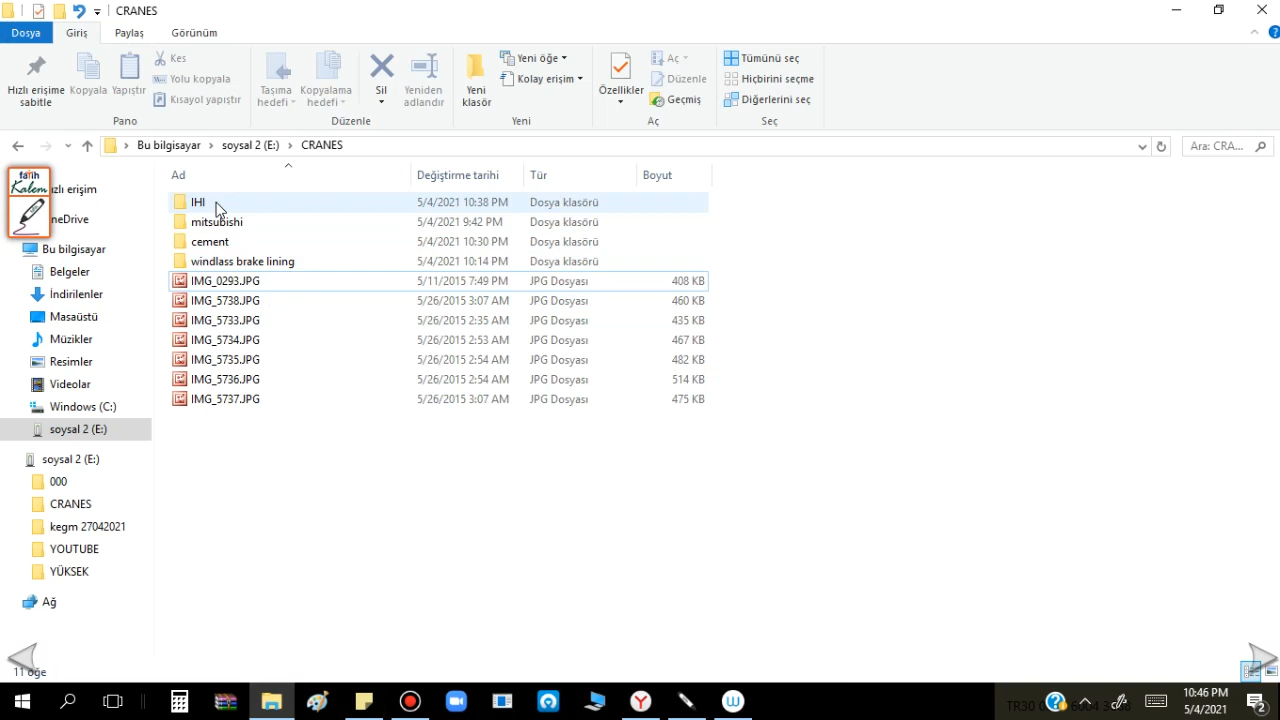 CRANES
Dosya Giriş Paylaş Görünüm
Hızlı erişime sabitle
Kopyala
Yapıştır
Kes
Yolu kopyala
Kısayol yapıştır
Pano
Taşıma hedefi
Kopyalama hedefi
Sil
Yeniden adlandır
Düzenle
Yeni klasör
Yeni öğe
Kolay erişim
Yeni
Özellikler
Aç
Düzenle
Geçmiş
Aç
Tümünü seç
Hiçbirini seçme
Diğerlerini seç
Seç
Bu bilgisayar › soysal 2 (E:) › CRANES
Ara: CRA...
fatih
Kalem
ızlı erişim
neDrive
Bu bilgisayar
Belgeler
İndirilenler
Masaüstü
Müzikler
Resimler
Videolar
Windows (C:)
soysal 2 (E:)
soysal 2 (E:)
000
CRANES
kegm 27042021
YOUTUBE
YÜKSEK
Ağ
Ad Değiştirme tarihi Tür Boyut
IHI 5/4/2021 10:38 PM Dosya klasörü
mitsubishi 5/4/2021 9:42 PM Dosya klasörü
cement 5/4/2021 10:30 PM Dosya klasörü
windlass brake lining 5/4/2021 10:14 PM Dosya klasörü
IMG_0293.JPG 5/11/2015 7:49 PM JPG Dosyası 408 KB
IMG_5738.JPG 5/26/2015 3:07 AM JPG Dosyası 460 KB
IMG_5733.JPG 5/26/2015 2:35 AM JPG Dosyası 435 KB
IMG_5734.JPG 5/26/2015 2:53 AM JPG Dosyası 467 KB
IMG_5735.JPG 5/26/2015 2:54 AM JPG Dosyası 482 KB
IMG_5736.JPG 5/26/2015 2:54 AM JPG Dosyası 514 KB
IMG_5737.JPG 5/26/2015 3:07 AM JPG Dosyası 475 KB
11 öğe
TR30
10:46 PM
5/4/2021
2